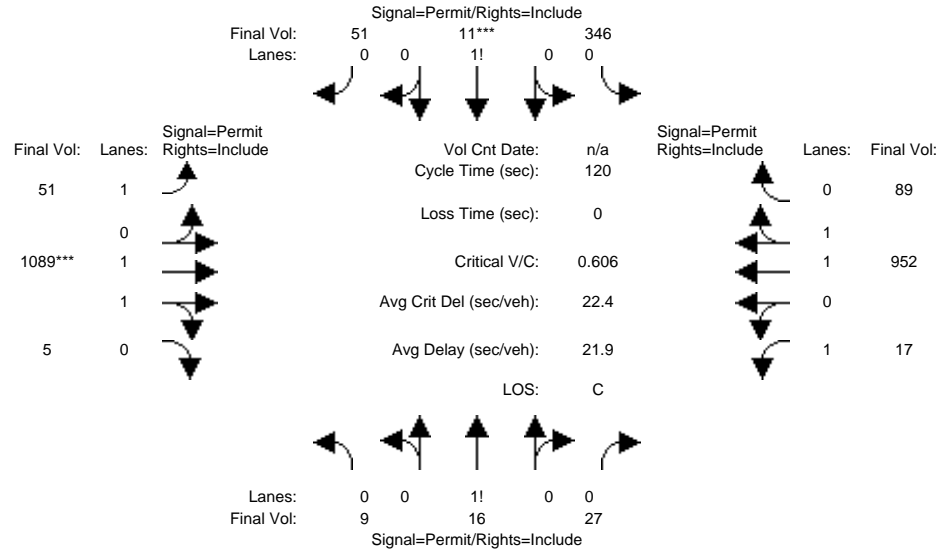 Signal=Permit/Rights=Include
Final Vol: 51 11*** 346
Lanes: 0 0 1! 0 0
Signal=Permit
Final Vol: Lanes: Rights=Include
Vol Cnt Date: n/a
Signal=Permit
Rights=Include Lanes: Final Vol:
Cycle Time (sec): 120
51 1
0 89
Loss Time (sec): 0
0
1
1089*** 1
Critical V/C: 0.606
1 952
1
Avg Crit Del (sec/veh): 22.4
0
5 0
Avg Delay (sec/veh): 21.9
1 17
LOS: C
Lanes: 0 0 1! 0 0
Final Vol: 9 16 27
Signal=Permit/Rights=Include